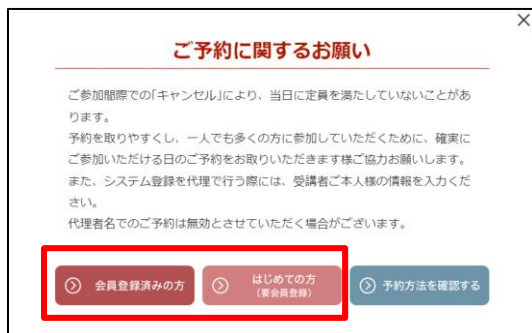 ご予約に関するお願い
ご参加間際での「キャンセル」により、当日に定員を満たしていないことがあ
ります。
予約を取りやすくし、一人でも多くの方に参加していただくために、確実に
ご参加いただける日のご予約をお取りいただきます様ご協力お願いします。
また、システム登録を代理で行う際には、受講者ご本人様の情報を入力くだ
さい。
代理者名でのご予約は無効とさせていただく場合がございます。
会員登録済みの方
はじめての方
(要会員登録)
予約方法を確認する